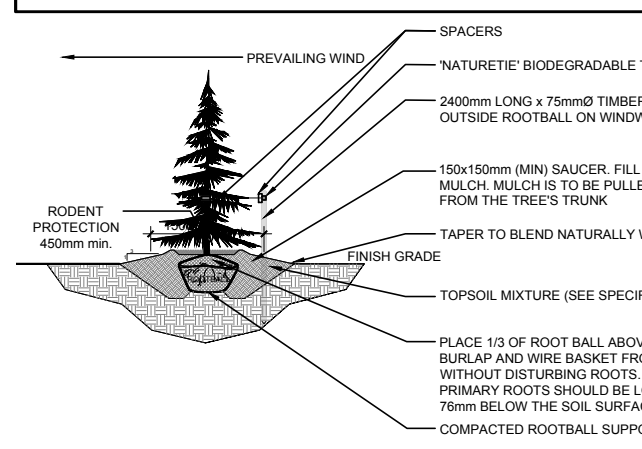 SPACERS
PREVAILING WIND
'NATURETIE' BIODEGRADABLE
2400mm LONG x 75mmØ TIMBER
OUTSIDE ROOTBALL ON WINDW
150x150mm (MIN) SAUCER. FILL
MULCH. MULCH IS TO BE PULLE
FROM THE TREE'S TRUNK
RODENT
PROTECTION
450mm min.
TAPER TO BLEND NATURALLY
FINISH GRADE
TOPSOIL MIXTURE (SEE SPECIF
PLACE 1/3 OF ROOT BALL ABOV
BURLAP AND WIRE BASKET FRO
WITHOUT DISTURBING ROOTS.
PRIMARY ROOTS SHOULD BE L
76mm BELOW THE SOIL SURFA
COMPACTED ROOTBALL SUPPO